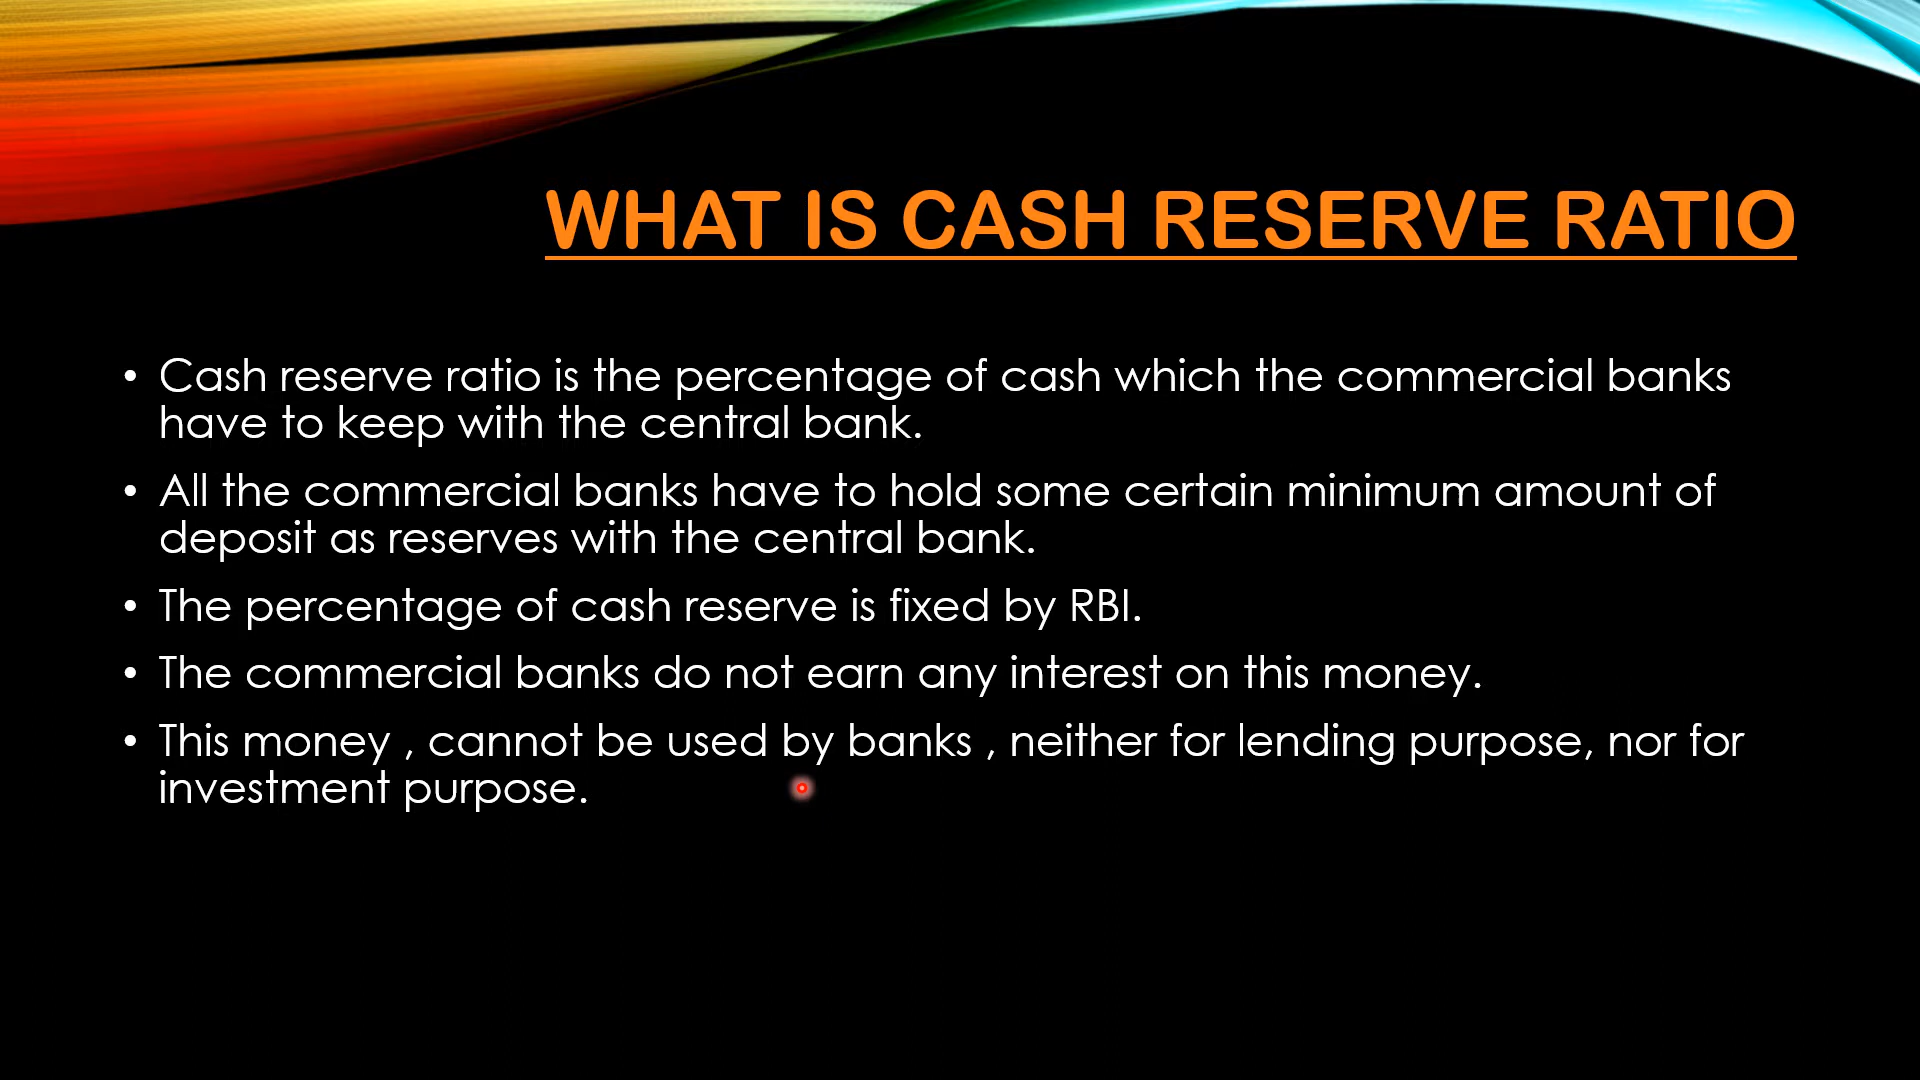 WHAT IS CASH RESERVE RATIO
• Cash reserve ratio is the percentage of cash which the commercial banks
have to keep with the central bank.
• All the commercial banks have to hold some certain minimum amount of
deposit as reserves with the central bank.
• The percentage of cash reserve is fixed by RBI.
• The commercial banks do not earn any interest on this money.
• This money , cannot be used by banks , neither for lending purpose, nor for
investment purpose.